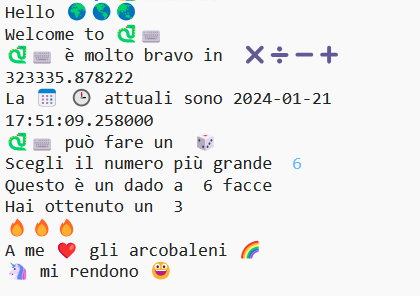 Hello 🌎🌍🌏
Welcome to 🐍⌨️
🐍⌨️ è molto bravo in ✖️➗➖➕
323335.878222
La 📅 🕒 attuali sono 2024-01-21
17:51:09.258000
🐍⌨️ può fare un 🎲
Scegli il numero più grande 6
Questo è un dado a 6 facce
Hai ottenuto un 3
🔥🔥🔥
A me ❤️ gli arcobaleni 🌈
🦄 mi rendono 😃